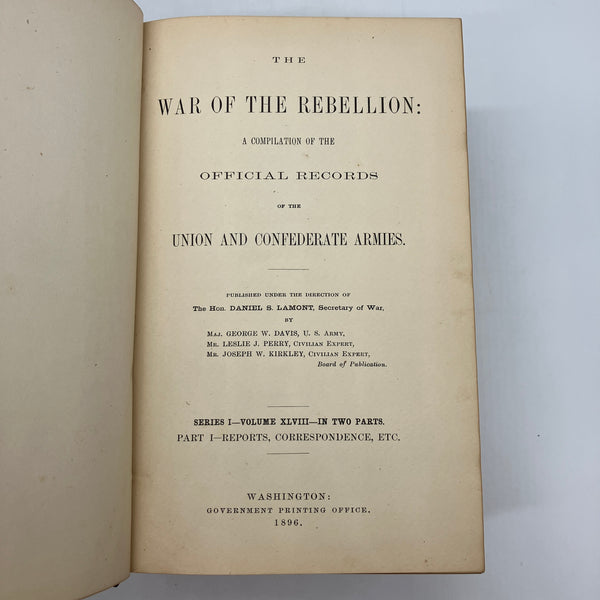 THE
WAR OF THE REBELLION:
A COMPILATION OF THE
OFFICIAL RECORDS
OF THE
UNION AND CONFEDERATE ARMIES.
PUBLISHED UNDER THE DIRECTION OF
The Hon. DANIEL S. LAMONT, Secretary of War,
BY
Maj. GEORGE W. DAVIS, U. S. Army,
Mr. LESLIE J. PERRY, Civilian Expert,
Mr. JOSEPH W. KIRKLEY, Civilian Expert,
Board of Publication.
SERIES I—VOLUME XLVIII—IN TWO PARTS.
PART I—REPORTS, CORRESPONDENCE, ETC.
WASHINGTON:
GOVERNMENT PRINTING OFFICE.
1896.